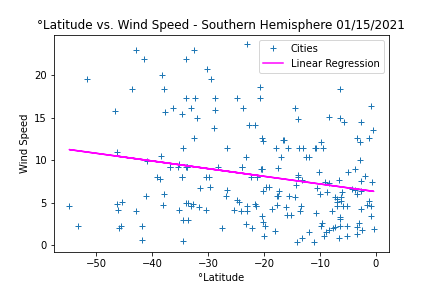 °Latitude vs. Wind Speed - Southern Hemisphere 01/15/2021
Cities
Linear Regression
Wind Speed
20
15
10
5
0
−50
−40
−30
−20
−10
0
°Latitude